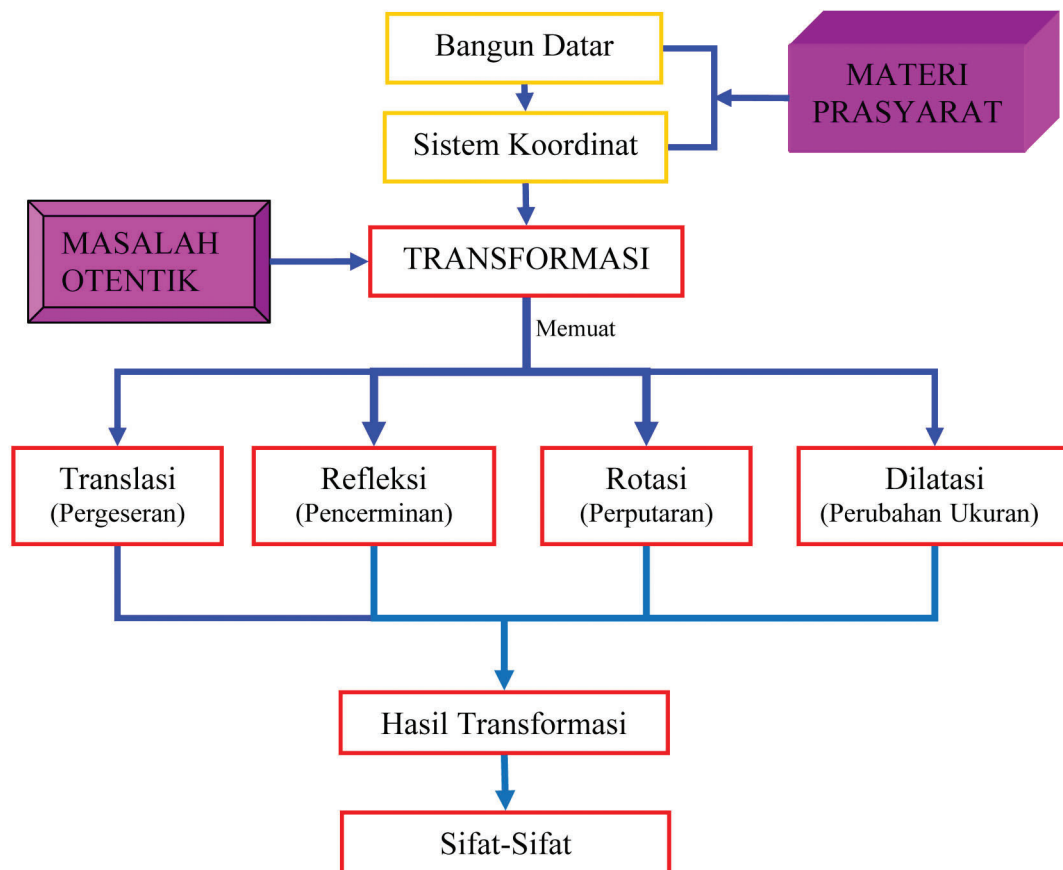 Bangun Datar
MATERI
PRASYARAT
Sistem Koordinat
MASALAH
OTENTIK
TRANSFORMASI
Memuat
Translasi
(Pergeseran)
Refleksi
(Pencerminan)
Rotasi
(Perputaran)
Dilatasi
(Perubahan Ukuran)
Hasil Transformasi
Sifat-Sifat